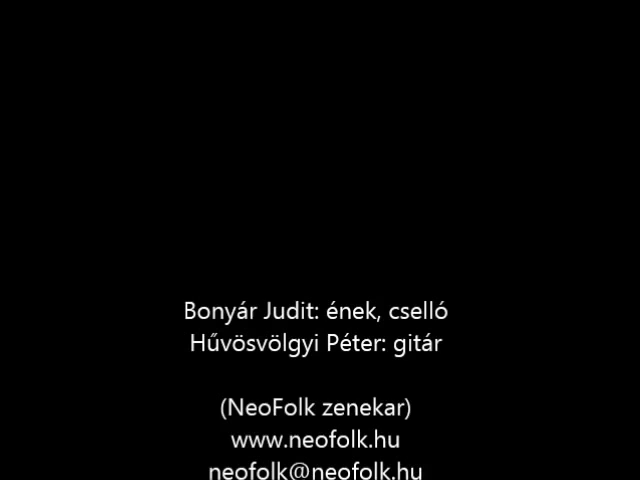 Bonyár Judit: ének, cselló
Hűvösvölgyi Péter: gitár
(NeoFolk zenekar)
www.neofolk.hu
neofolk@neofolk.hu